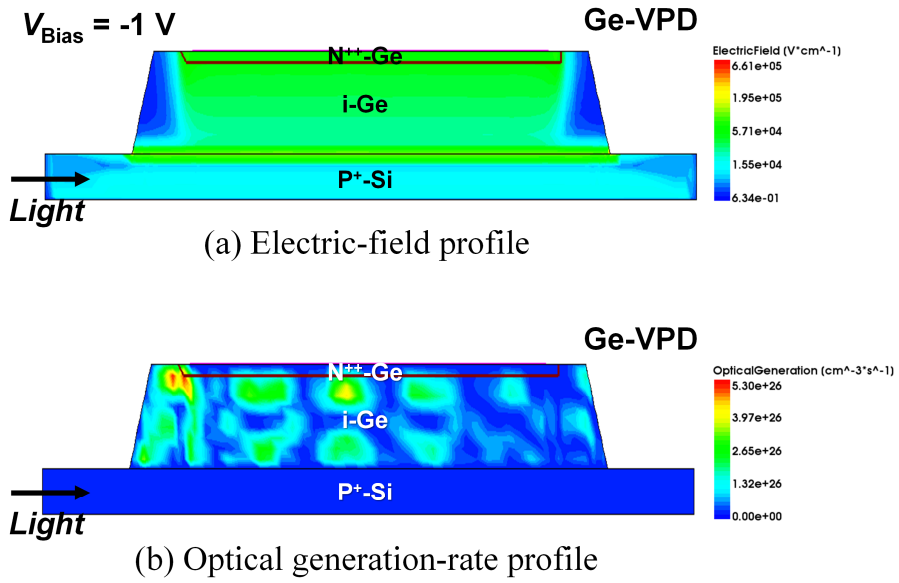 V_Bias = -1 V
Ge-VPD
ElectricField (V*cm^-1)
6.61e+05
1.95e+05
5.71e+04
1.55e+04
6.34e-01
N++-Ge
i-Ge
P+-Si
Light
(a) Electric-field profile
Ge-VPD
OpticalGeneration (cm^-3*s^-1)
5.30e+26
3.97e+26
2.65e+26
1.32e+26
0.00e+00
N++-Ge
i-Ge
P+-Si
Light
(b) Optical generation-rate profile